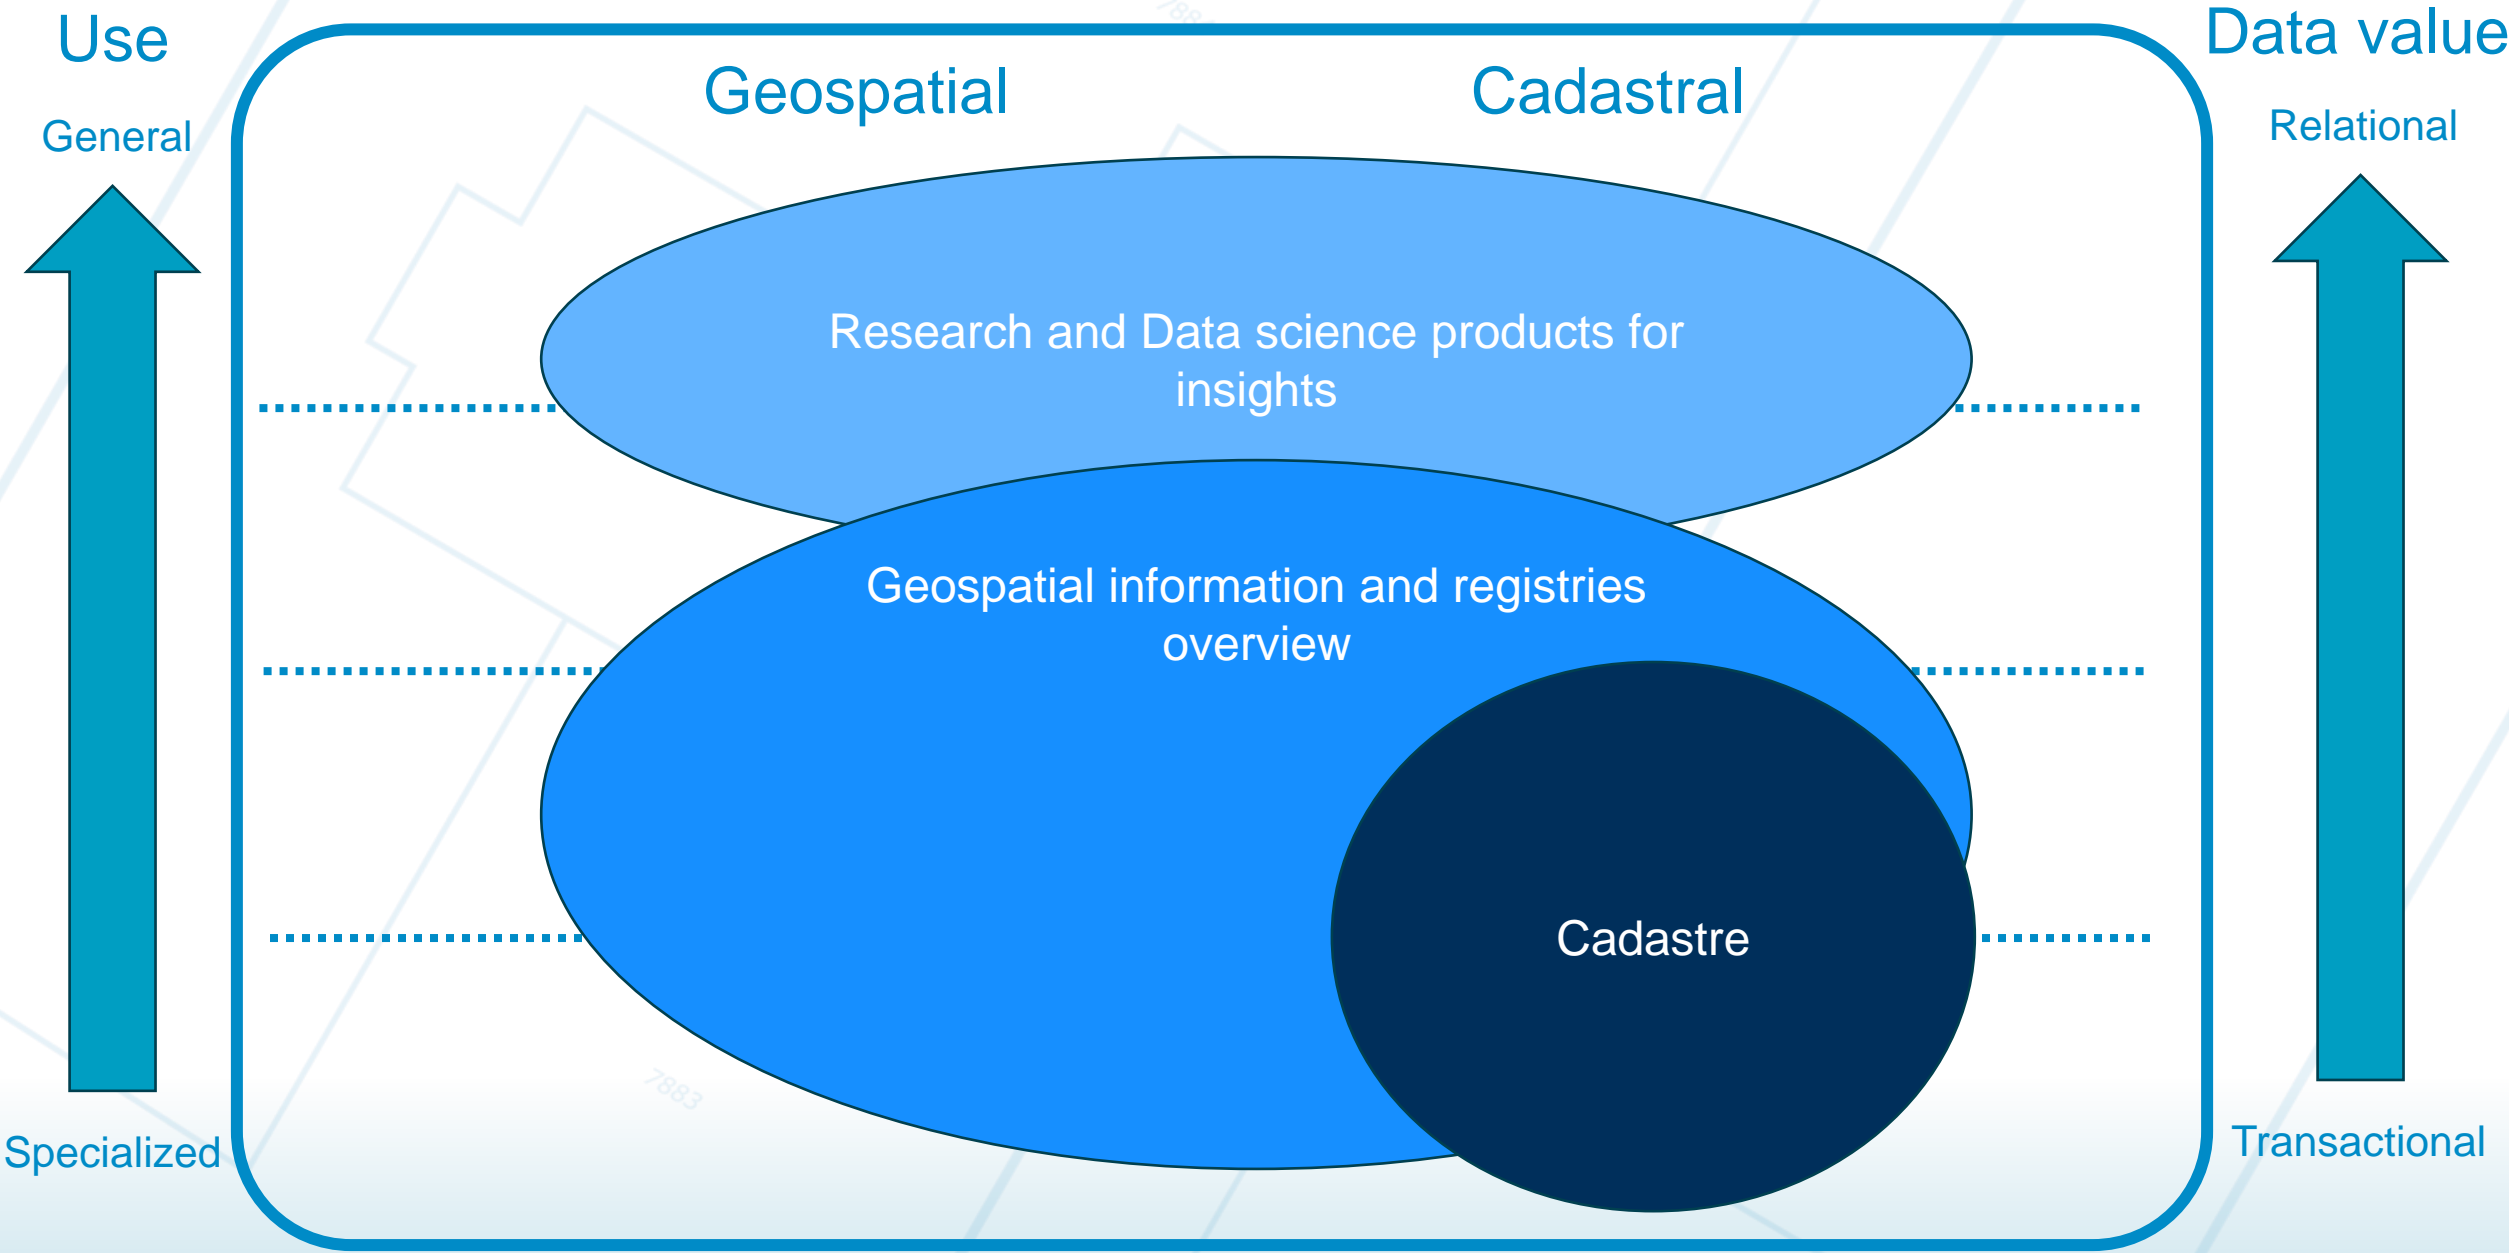 Use
Data value
Geospatial
Cadastral
General
Relational
Research and Data science products for
insights
Geospatial information and registries
overview
Cadastre
7883
Specialized
Transactional